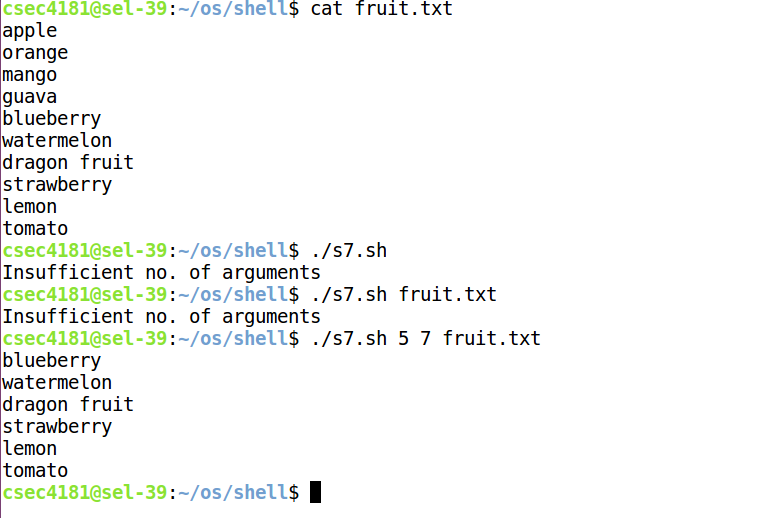 csec4181@sel-39:~/os/shell$ cat fruit.txt
apple
orange
mango
guava
blueberry
watermelon
dragon fruit
strawberry
lemon
tomato
csec4181@sel-39:~/os/shell$ ./s7.sh
Insufficient no. of arguments
csec4181@sel-39:~/os/shell$ ./s7.sh fruit.txt
Insufficient no. of arguments
csec4181@sel-39:~/os/shell$ ./s7.sh 5 7 fruit.txt
blueberry
watermelon
dragon fruit
strawberry
lemon
tomato
csec4181@sel-39:~/os/shell$